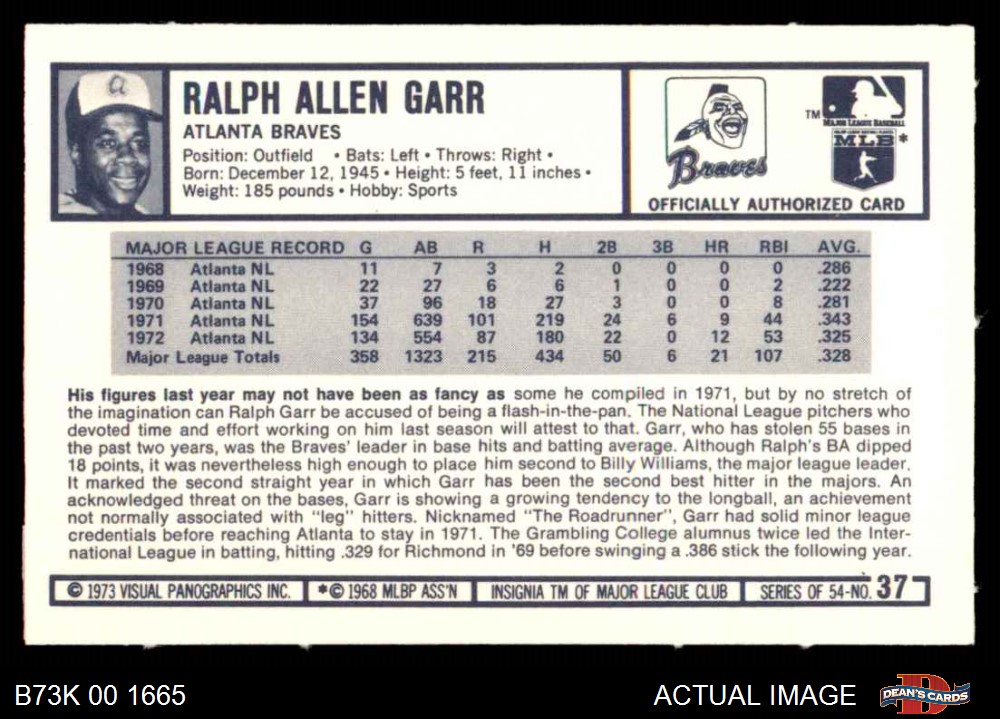 a
RALPH ALLEN GARR
ATLANTA BRAVES
Position: Outfield • Bats: Left • Throws: Right •
Born: December 12, 1945 • Height: 5 feet, 11 inches •
Weight: 185 pounds • Hobby: Sports
Braves
TM
MAJOR LEAGUE BASEBALL
MLB *
OFFICIALLY AUTHORIZED CARD
MAJOR LEAGUE RECORD G AB R H 2B 3B HR RBI AVG.
1968 Atlanta NL 11 7 3 2 0 0 0 0 .286
1969 Atlanta NL 22 27 6 6 1 0 0 2 .222
1970 Atlanta NL 37 96 18 27 3 0 0 8 .281
1971 Atlanta NL 154 639 101 219 24 6 9 44 .343
1972 Atlanta NL 134 554 87 180 22 0 12 53 .325
Major League Totals 358 1323 215 434 50 6 21 107 .328
His figures last year may not have been as fancy as some he compiled in 1971, but by no stretch of
the imagination can Ralph Garr be accused of being a flash-in-the-pan. The National League pitchers who
devoted time and effort working on him last season will attest to that. Garr, who has stolen 55 bases in
the past two years, was the Braves' leader in base hits and batting average. Although Ralph's BA dipped
18 points, it was nevertheless high enough to place him second to Billy Williams, the major league leader.
It marked the second straight year in which Garr has been the second best hitter in the majors. An
acknowledged threat on the bases, Garr is showing a growing tendency to the longball, an achievement
not normally associated with "leg" hitters. Nicknamed "The Roadrunner", Garr had solid minor league
credentials before reaching Atlanta to stay in 1971. The Grambling College alumnus twice led the Inter-
national League in batting, hitting .329 for Richmond in '69 before swinging a .386 stick the following year.
© 1973 VISUAL PANOGRAPHICS INC. *© 1968 MLBP ASS'N INSIGNIA TM OF MAJOR LEAGUE CLUB SERIES OF 54-NO. 37
B73K 00 1665
ACTUAL IMAGE
DEAN'S CARDS